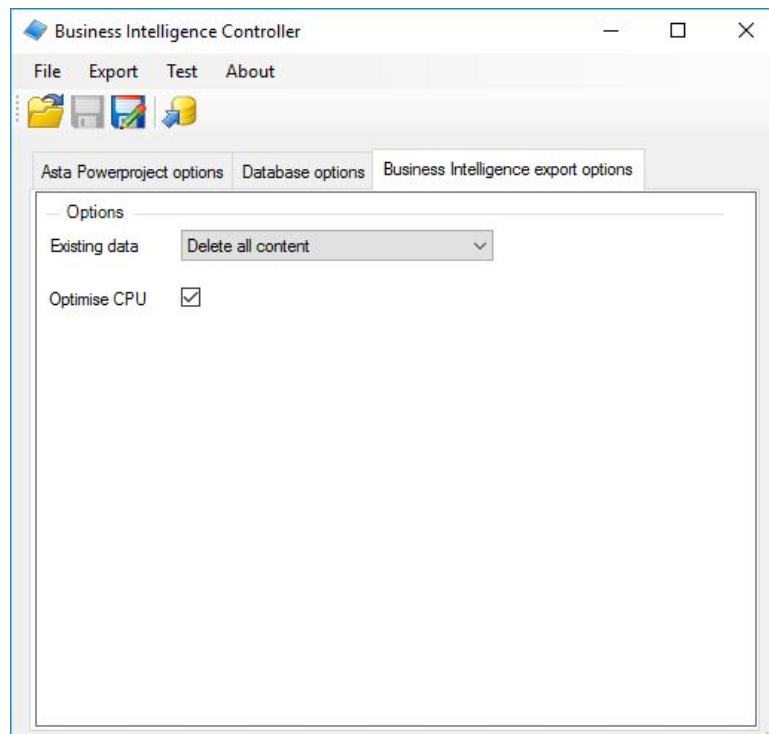 Business Intelligence Controller
File Export Test About
Asta Powerproject options Database options Business Intelligence export options
Options
Existing data Delete all content
Optimise CPU